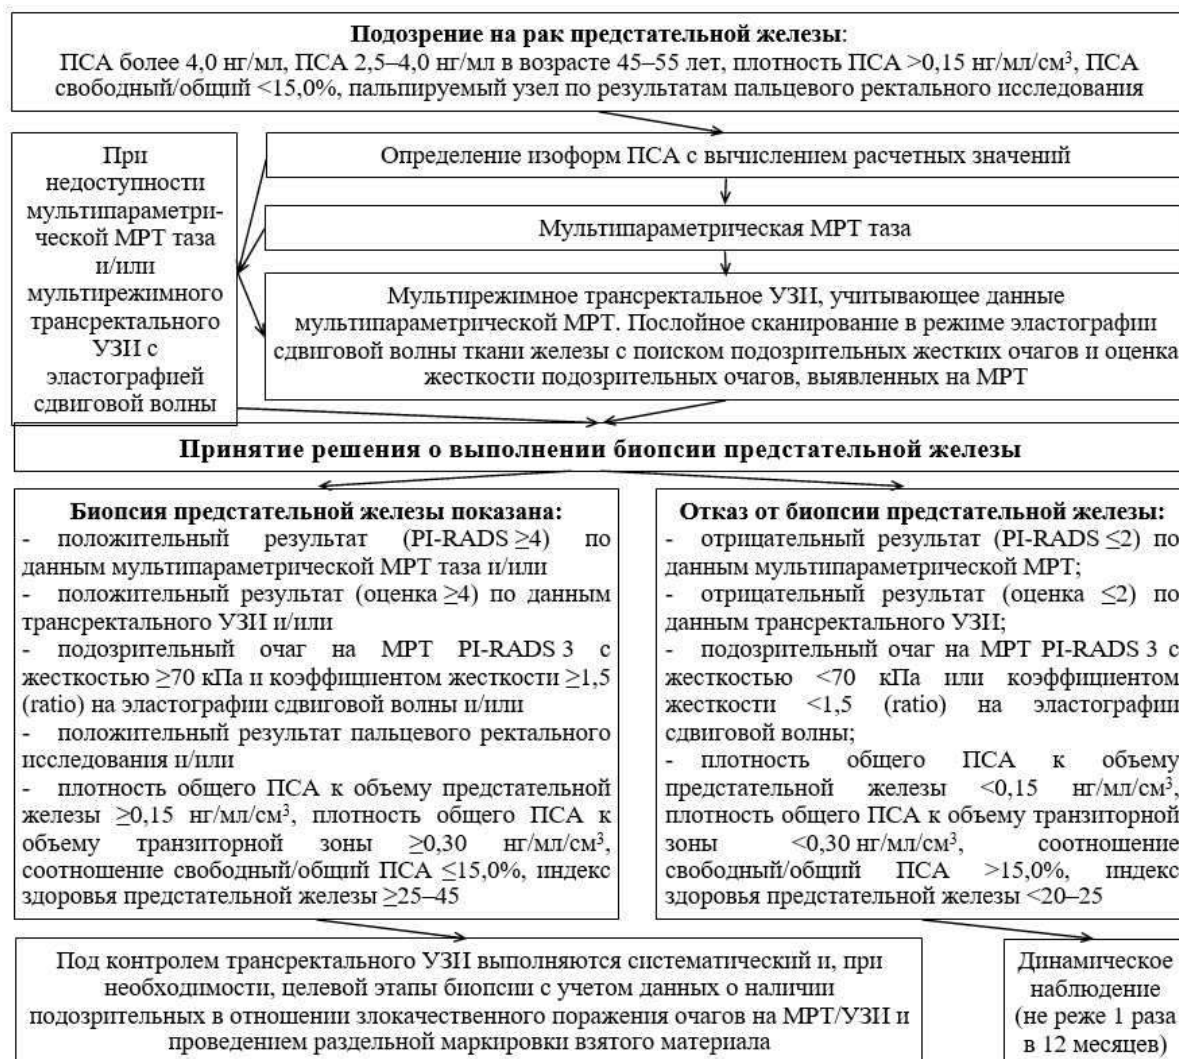 Подозрение на рак предстательной железы:
ПСА более 4,0 нг/мл, ПСА 2,5–4,0 нг/мл в возрасте 45–55 лет, плотность ПСА >0,15 нг/мл/см³, ПСА
свободный/общий <15,0%, пальпируемый узел по результатам пальцевого ректального исследования
При
недоступности
мультипараметри-
ческой МРТ таза
и/или
мультирежимного
трансректального
УЗИ с
эластографией
сдвиговой волны
Определение изоформ ПСА с вычислением расчетных значений
Мультипараметрическая МРТ таза
Мультирежимное трансректальное УЗИ, учитывающее данные
мультипараметрической МРТ. Послойное сканирование в режиме эластографии
сдвиговой волны ткани железы с поиском подозрительных жестких очагов и оценка
жесткости подозрительных очагов, выявленных на МРТ
Принятие решения о выполнении биопсии предстательной железы
Биопсия предстательной железы показана:
- положительный результат (PI-RADS ≥4) по
данным мультипараметрической МРТ таза и/или
- положительный результат (оценка ≥4) по данным
трансректального УЗИ и/или
- подозрительный очаг на МРТ PI-RADS 3 с
жесткостью ≥70 кПа и коэффициентом жесткости ≥1,5
(ratio) на эластографии сдвиговой волны и/или
- положительный результат пальцевого ректального
исследования и/или
- плотность общего ПСА к объему предстательной
железы ≥0,15 нг/мл/см³, плотность общего ПСА к
объему транзиторной зоны ≥0,30 нг/мл/см³,
соотношение свободный/общий ПСА ≤15,0%, индекс
здоровья предстательной железы ≥25–45
Отказ от биопсии предстательной железы:
- отрицательный результат (PI-RADS ≤2) по
данным мультипараметрической МРТ;
- отрицательный результат (оценка ≤2) по
данным трансректального УЗИ;
- подозрительный очаг на МРТ PI-RADS 3 с
жесткостью <70 кПа или коэффициентом
жесткости <1,5 (ratio) на эластографии
сдвиговой волны;
- плотность общего ПСА к объему
предстательной железы <0,15 нг/мл/см³,
плотность общего ПСА к объему транзиторной
зоны <0,30 нг/мл/см³, соотношение
свободный/общий ПСА >15,0%, индекс
здоровья предстательной железы <20–25
Под контролем трансректального УЗИ выполняются систематический и, при
необходимости, целевой этапы биопсии с учетом данных о наличии
подозрительных в отношении злокачественного поражения очагов на МРТ/УЗИ и
проведением раздельной маркировки взятого материала
Динамическое
наблюдение
(не реже 1 раза
в 12 месяцев)